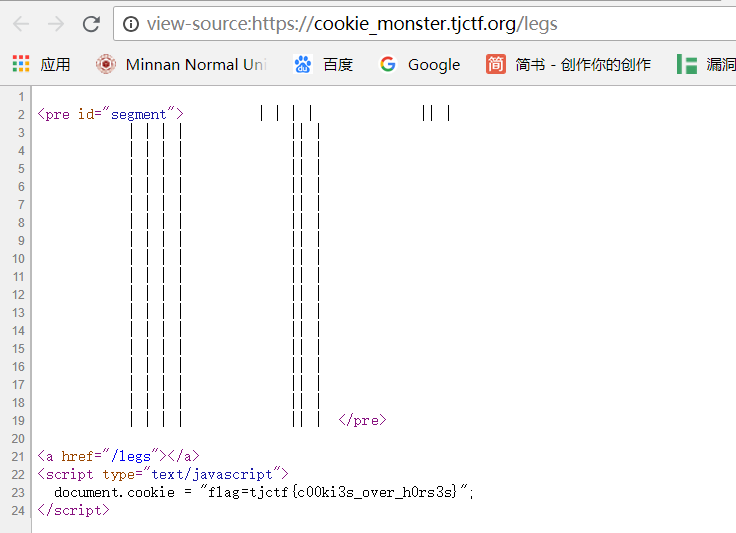 view-source:https://cookie_monster.tjctf.org/legs
应用 Minnan Normal Uni 百度 Google 简书 - 创作你的创作 漏洞
1
2 <pre id="segment"> | | | | || |
3 | | | | || |
4 | | | | || |
5 | | | | || |
6 | | | | || |
7 | | | | || |
8 | | | | || |
9 | | | | || |
10 | | | | || |
11 | | | | || |
12 | | | | || |
13 | | | | || |
14 | | | | || |
15 | | | | || |
16 | | | | || |
17 | | | | || |
18 | | | | || |
19 | | | | || | </pre>
20
21 <a href="/legs"></a>
22 <script type="text/javascript">
23 document.cookie = "flag=tjctf{c00ki3s_over_h0rs3s}";
24 </script>